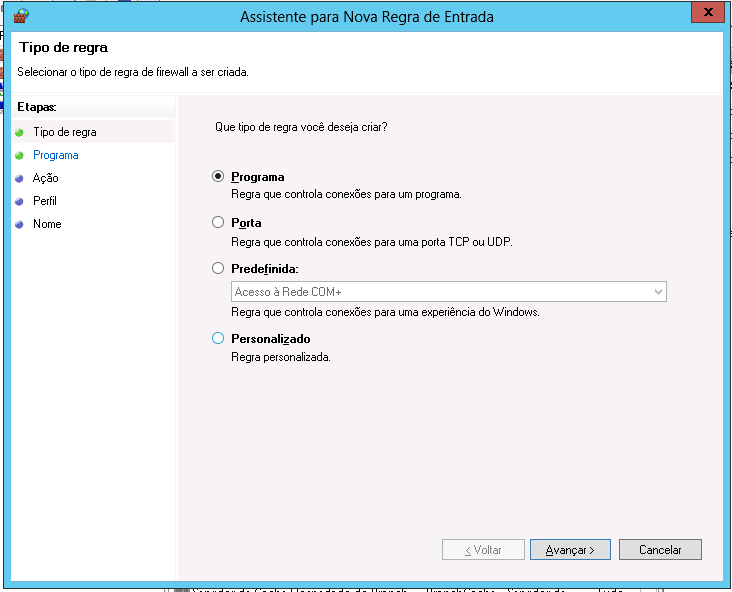 Assistente para Nova Regra de Entrada
x
Tipo de regra
Selecionar o tipo de regra de firewall a ser criada.
Etapas:
Tipo de regra
Programa
Ação
Perfil
Nome
Que tipo de regra você deseja criar?
Programa
Regra que controla conexões para um programa.
Porta
Regra que controla conexões para uma porta TCP ou UDP.
Predefinida:
Acesso à Rede COM+
Regra que controla conexões para uma experiência do Windows.
Personalizado
Regra personalizada.
< Voltar
Avançar >
Cancelar